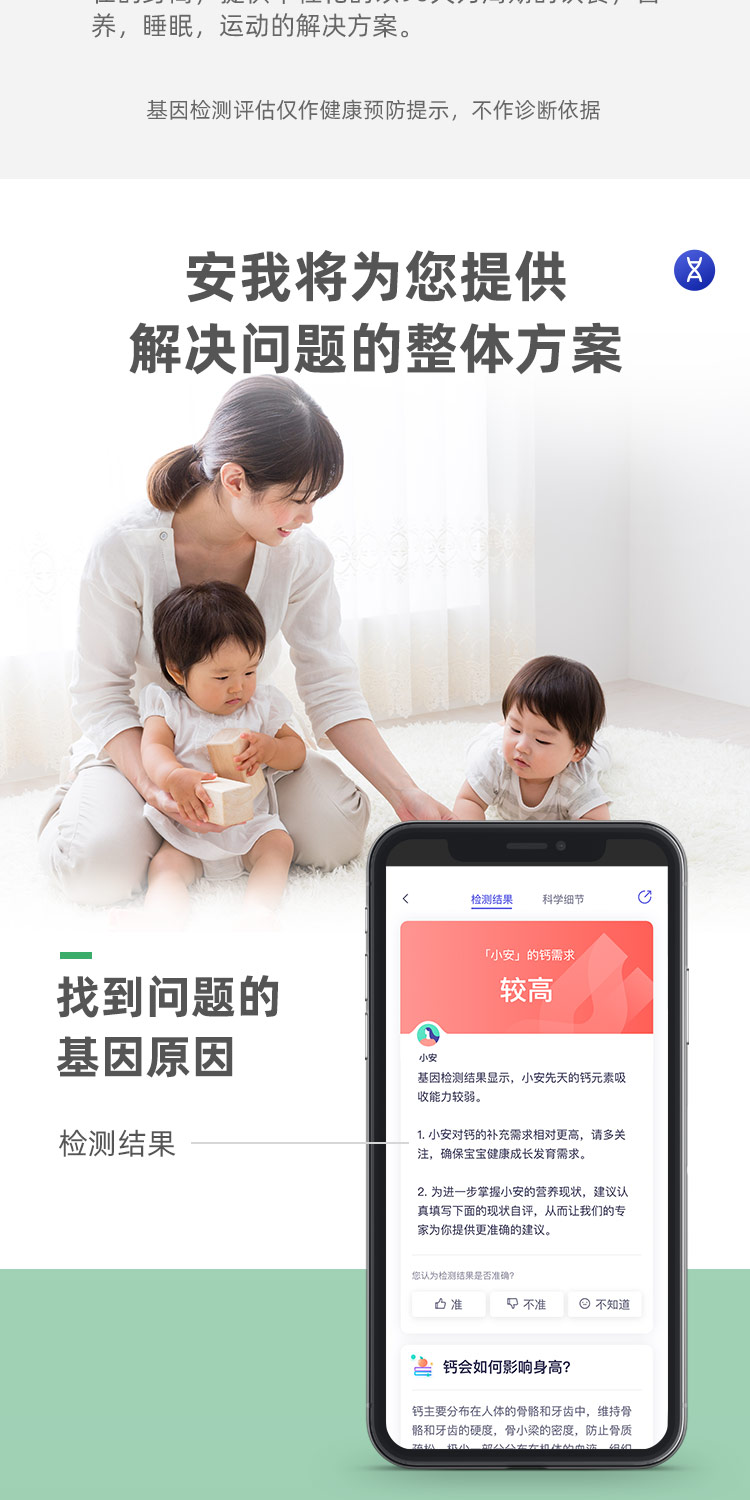 养，睡眠，运动的解决方案。
基因检测评估仅作健康预防提示，不作诊断依据
安我将为您提供
解决问题的整体方案
检测结果 科学细节
「小安」的钙需求
较高
小安
基因检测结果显示，小安先天的钙元素吸
收能力较弱。
1. 小安对钙的补充需求相对更高，请多关
注，确保宝宝健康成长发育需求。
2. 为进一步掌握小安的营养现状，建议认
真填写下面的现状自评，从而让我们的专
家为你提供更准确的建议。
您认为检测结果是否准确?
准 不准 不知道
钙会如何影响身高?
钙主要分布在人体的骨骼和牙齿中，维持骨
骼和牙齿的硬度，骨小梁的密度，防止骨质
找到问题的
基因原因
检测结果